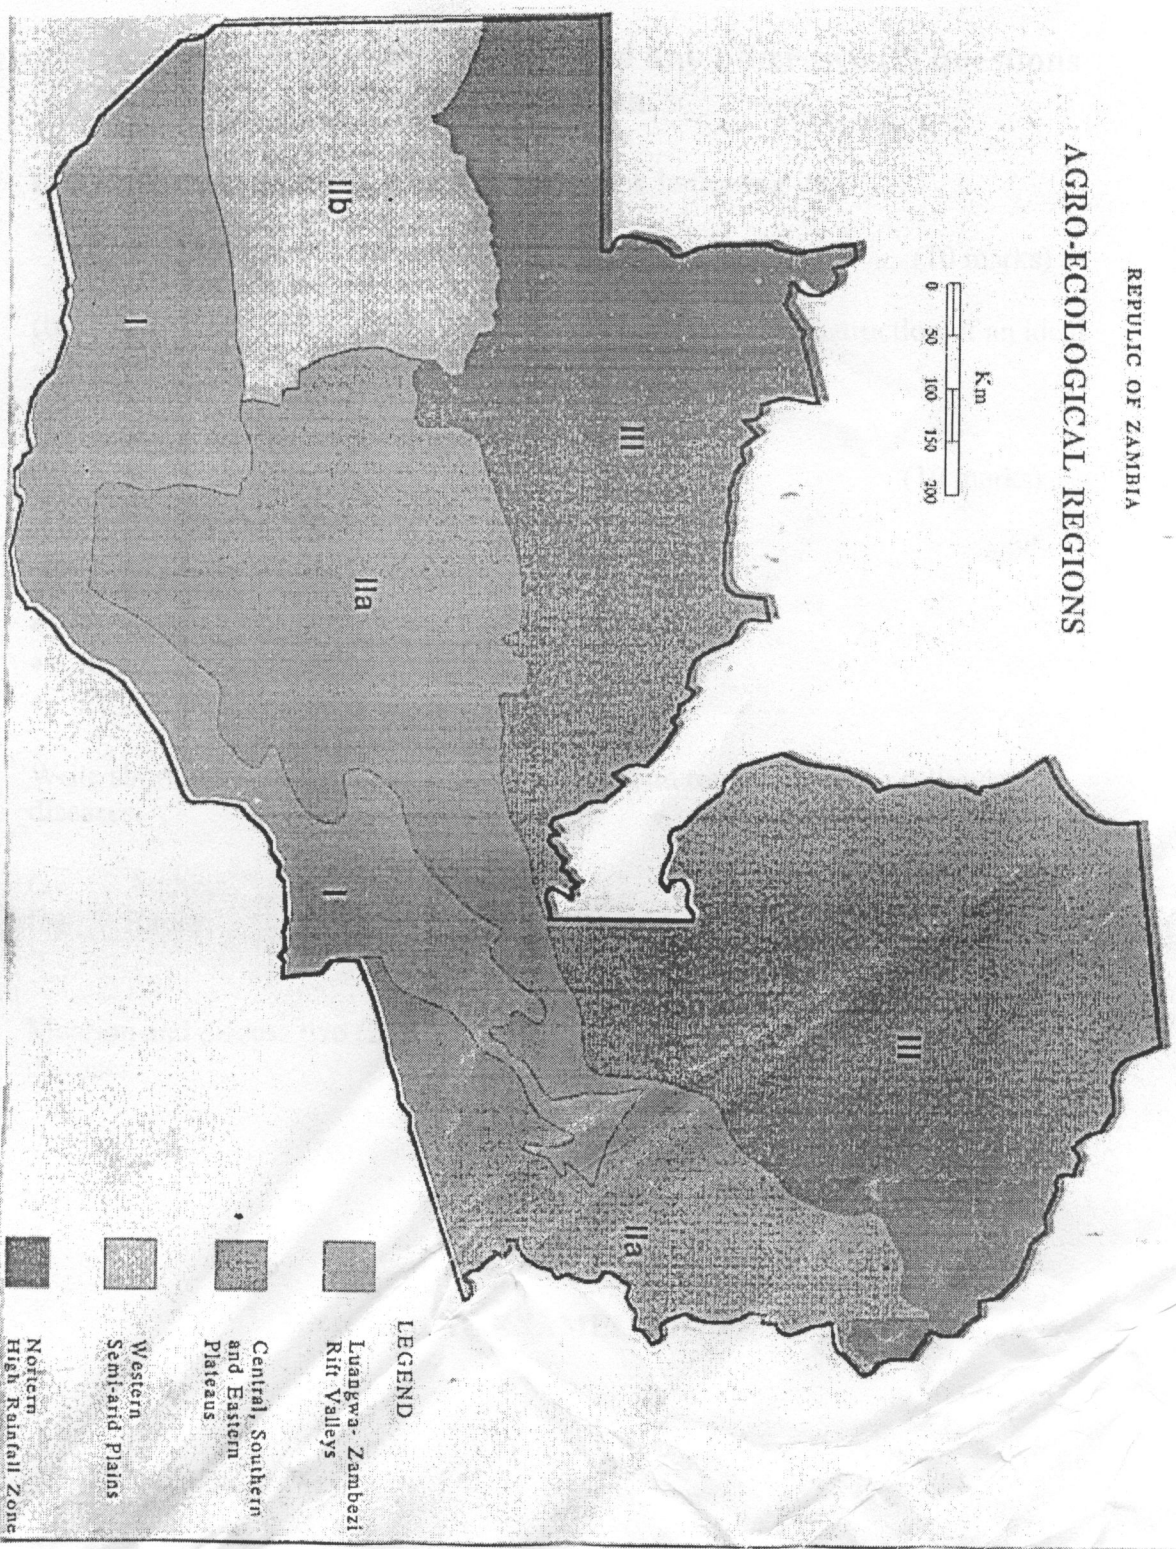 REPULIC OF ZAMBIA
AGRO-ECOLOGICAL REGIONS
Km
0 50 100 150 200
III
III
IIb
IIa
IIa
I
I
LEGEND
Luangwa- Zambezi
Rift Valleys
Central, Southern
and Eastern
Plateaus
Western
Semi-arid Plains
Nortern
High Rainfall Zone